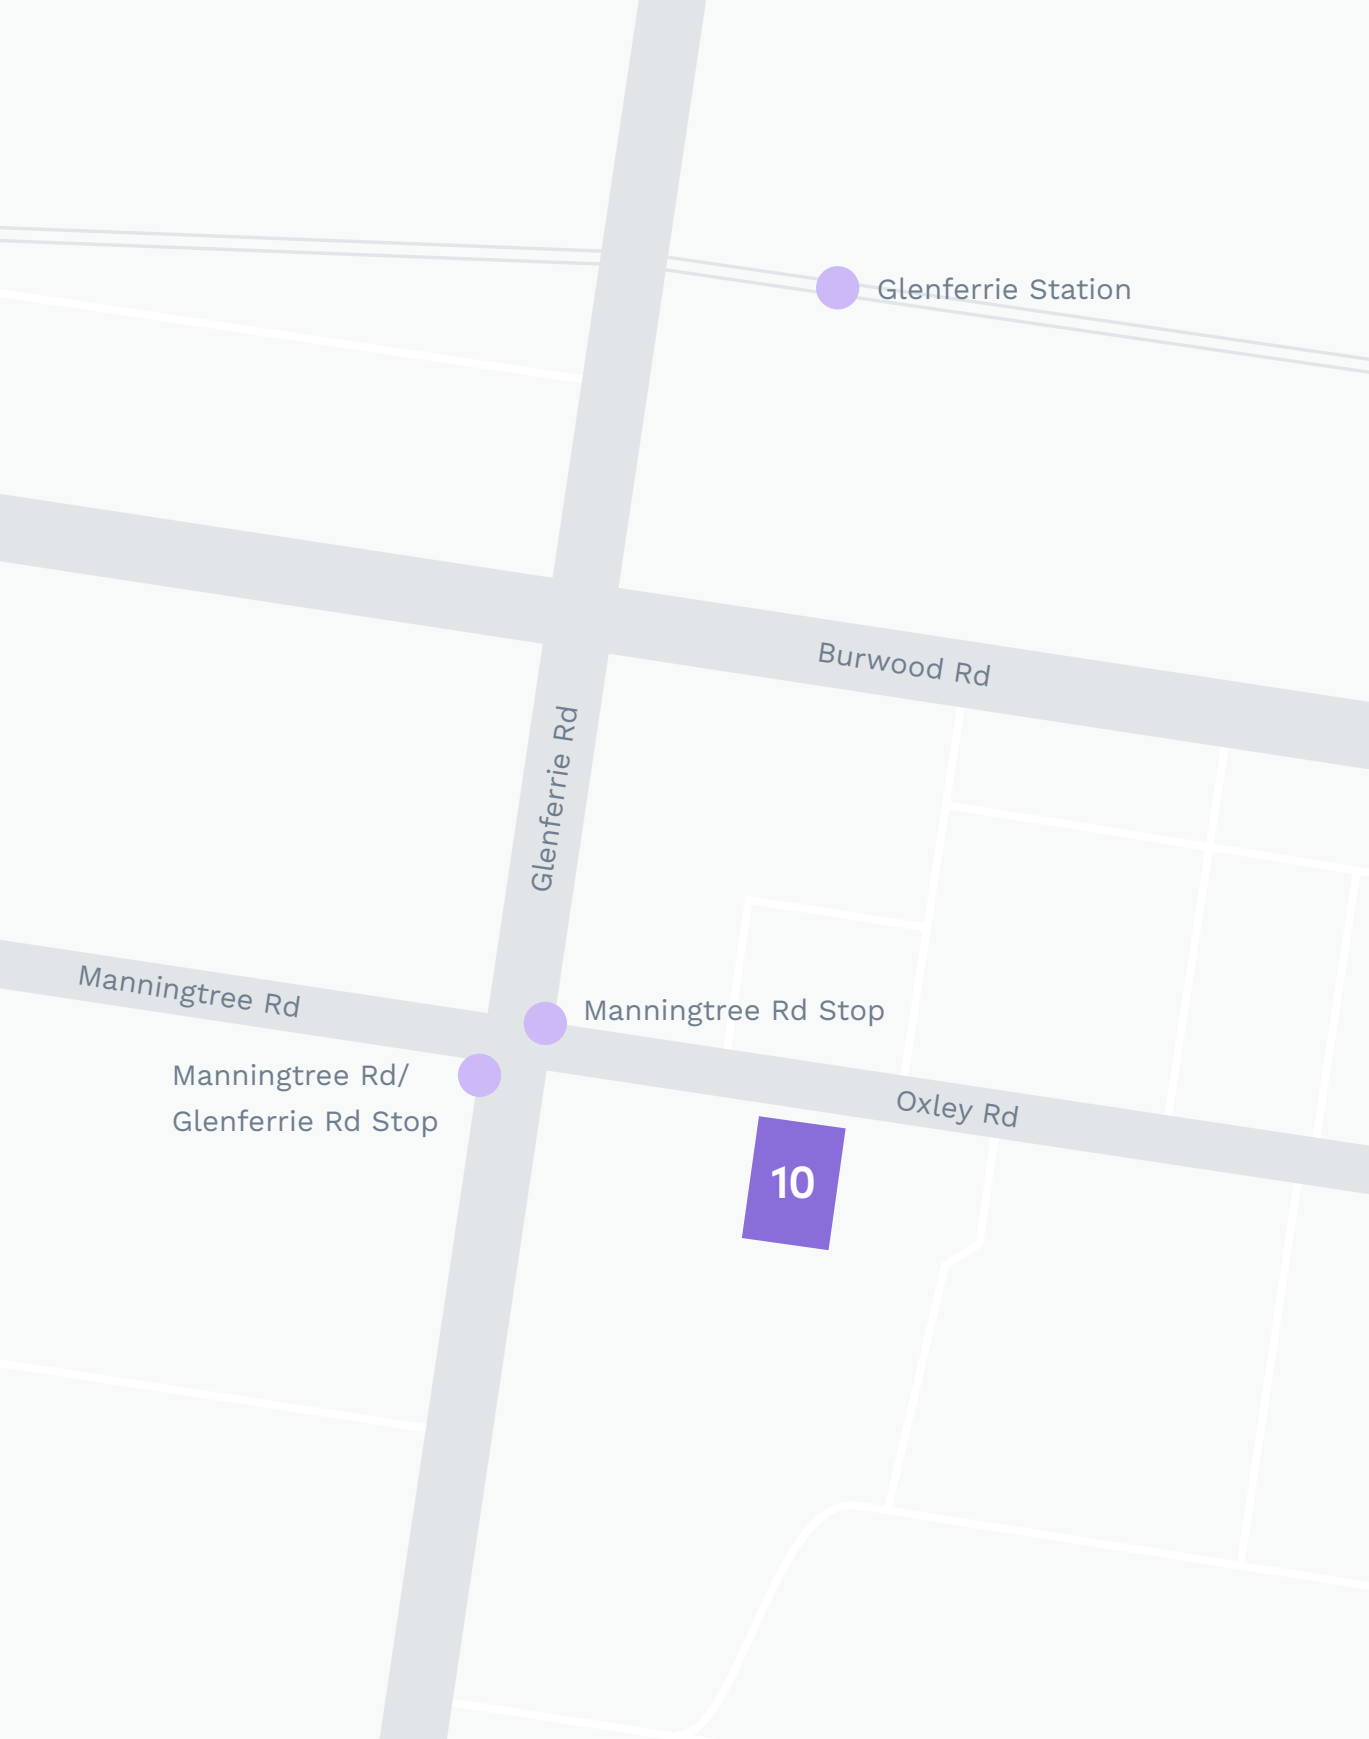 Glenferrie Station
Burwood Rd
Glenferrie Rd
Manningtree Rd
Manningtree Rd Stop
Manningtree Rd/
Glenferrie Rd Stop
Oxley Rd
10